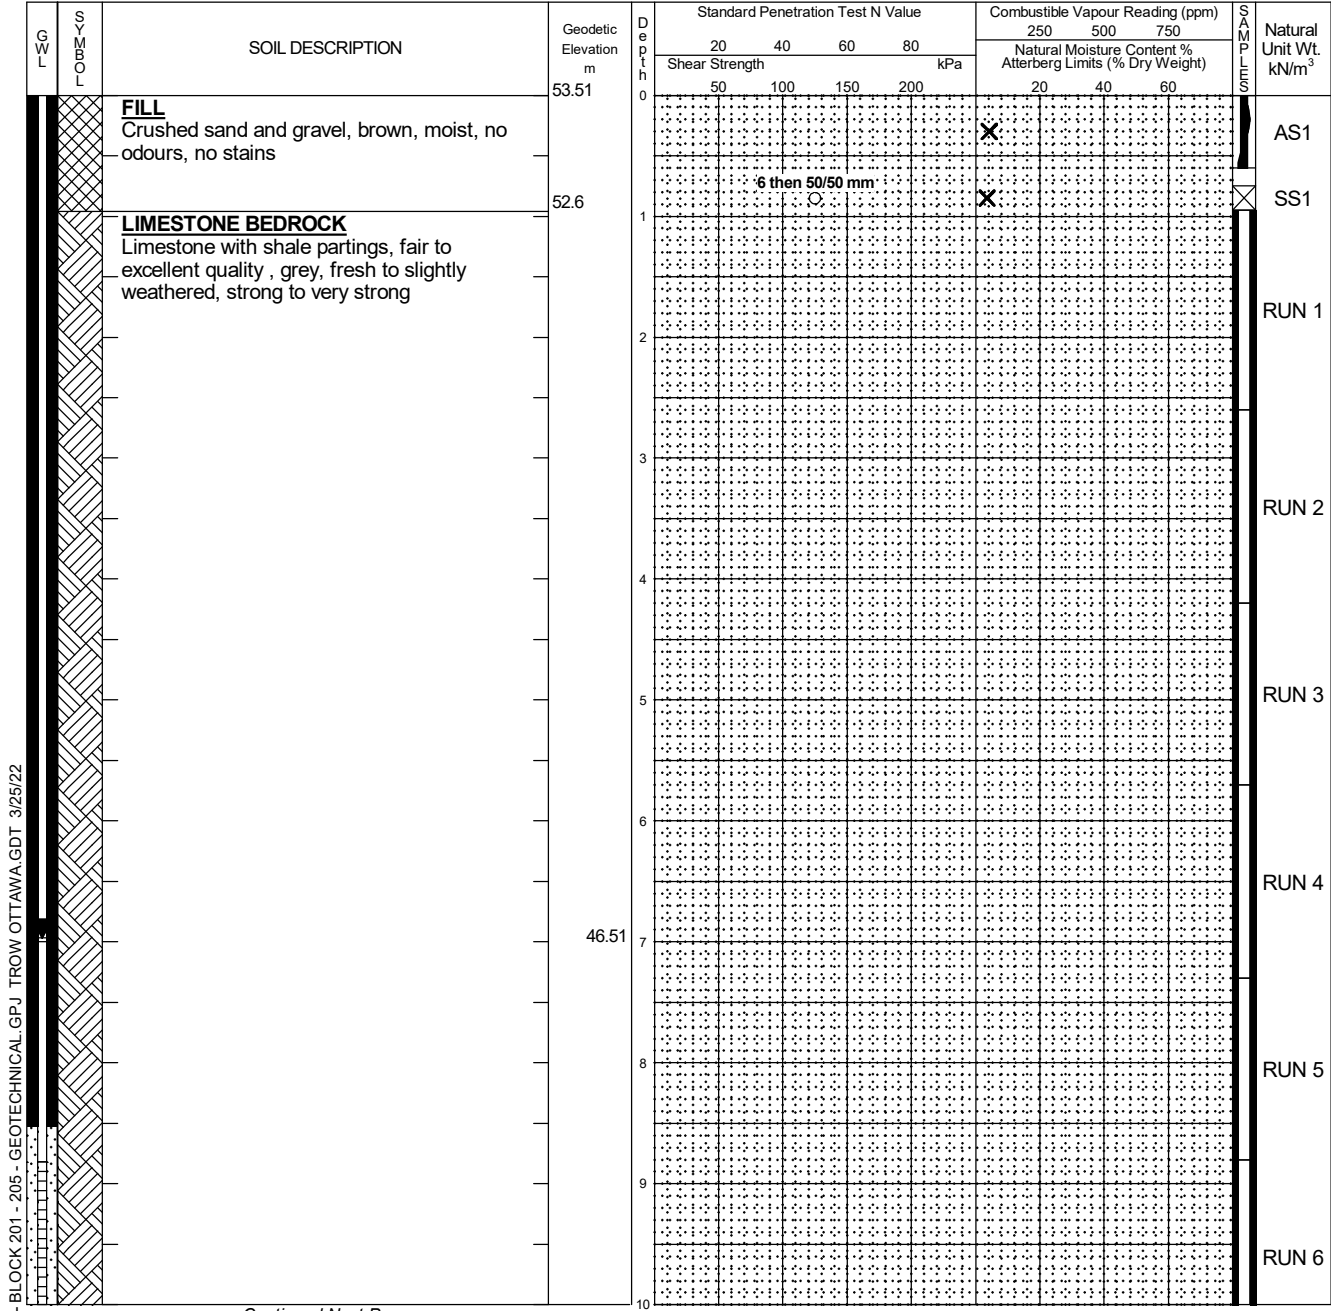 GWL
SYMBOL
SOIL DESCRIPTION
Geodetic
Elevation
m
Depth
Standard Penetration Test N Value
20 40 60 80
Shear Strength kPa
50 100 150 200
Combustible Vapour Reading (ppm)
250 500 750
Natural Moisture Content %
Atterberg Limits (% Dry Weight)
20 40 60
SAMPLES
Natural
Unit Wt.
kN/m³
53.51
0
FILL
Crushed sand and gravel, brown, moist, no
odours, no stains
AS1
6 then 50/50 mm
52.6
SS1
1
LIMESTONE BEDROCK
Limestone with shale partings, fair to
excellent quality , grey, fresh to slightly
weathered, strong to very strong
RUN 1
2
3
RUN 2
4
5
RUN 3
6
RUN 4
46.51
7
8
RUN 5
9
RUN 6
10
BLOCK 201 - 205 - GEOTECHNICAL.GPJ TROW OTTAWA.GDT 3/25/22